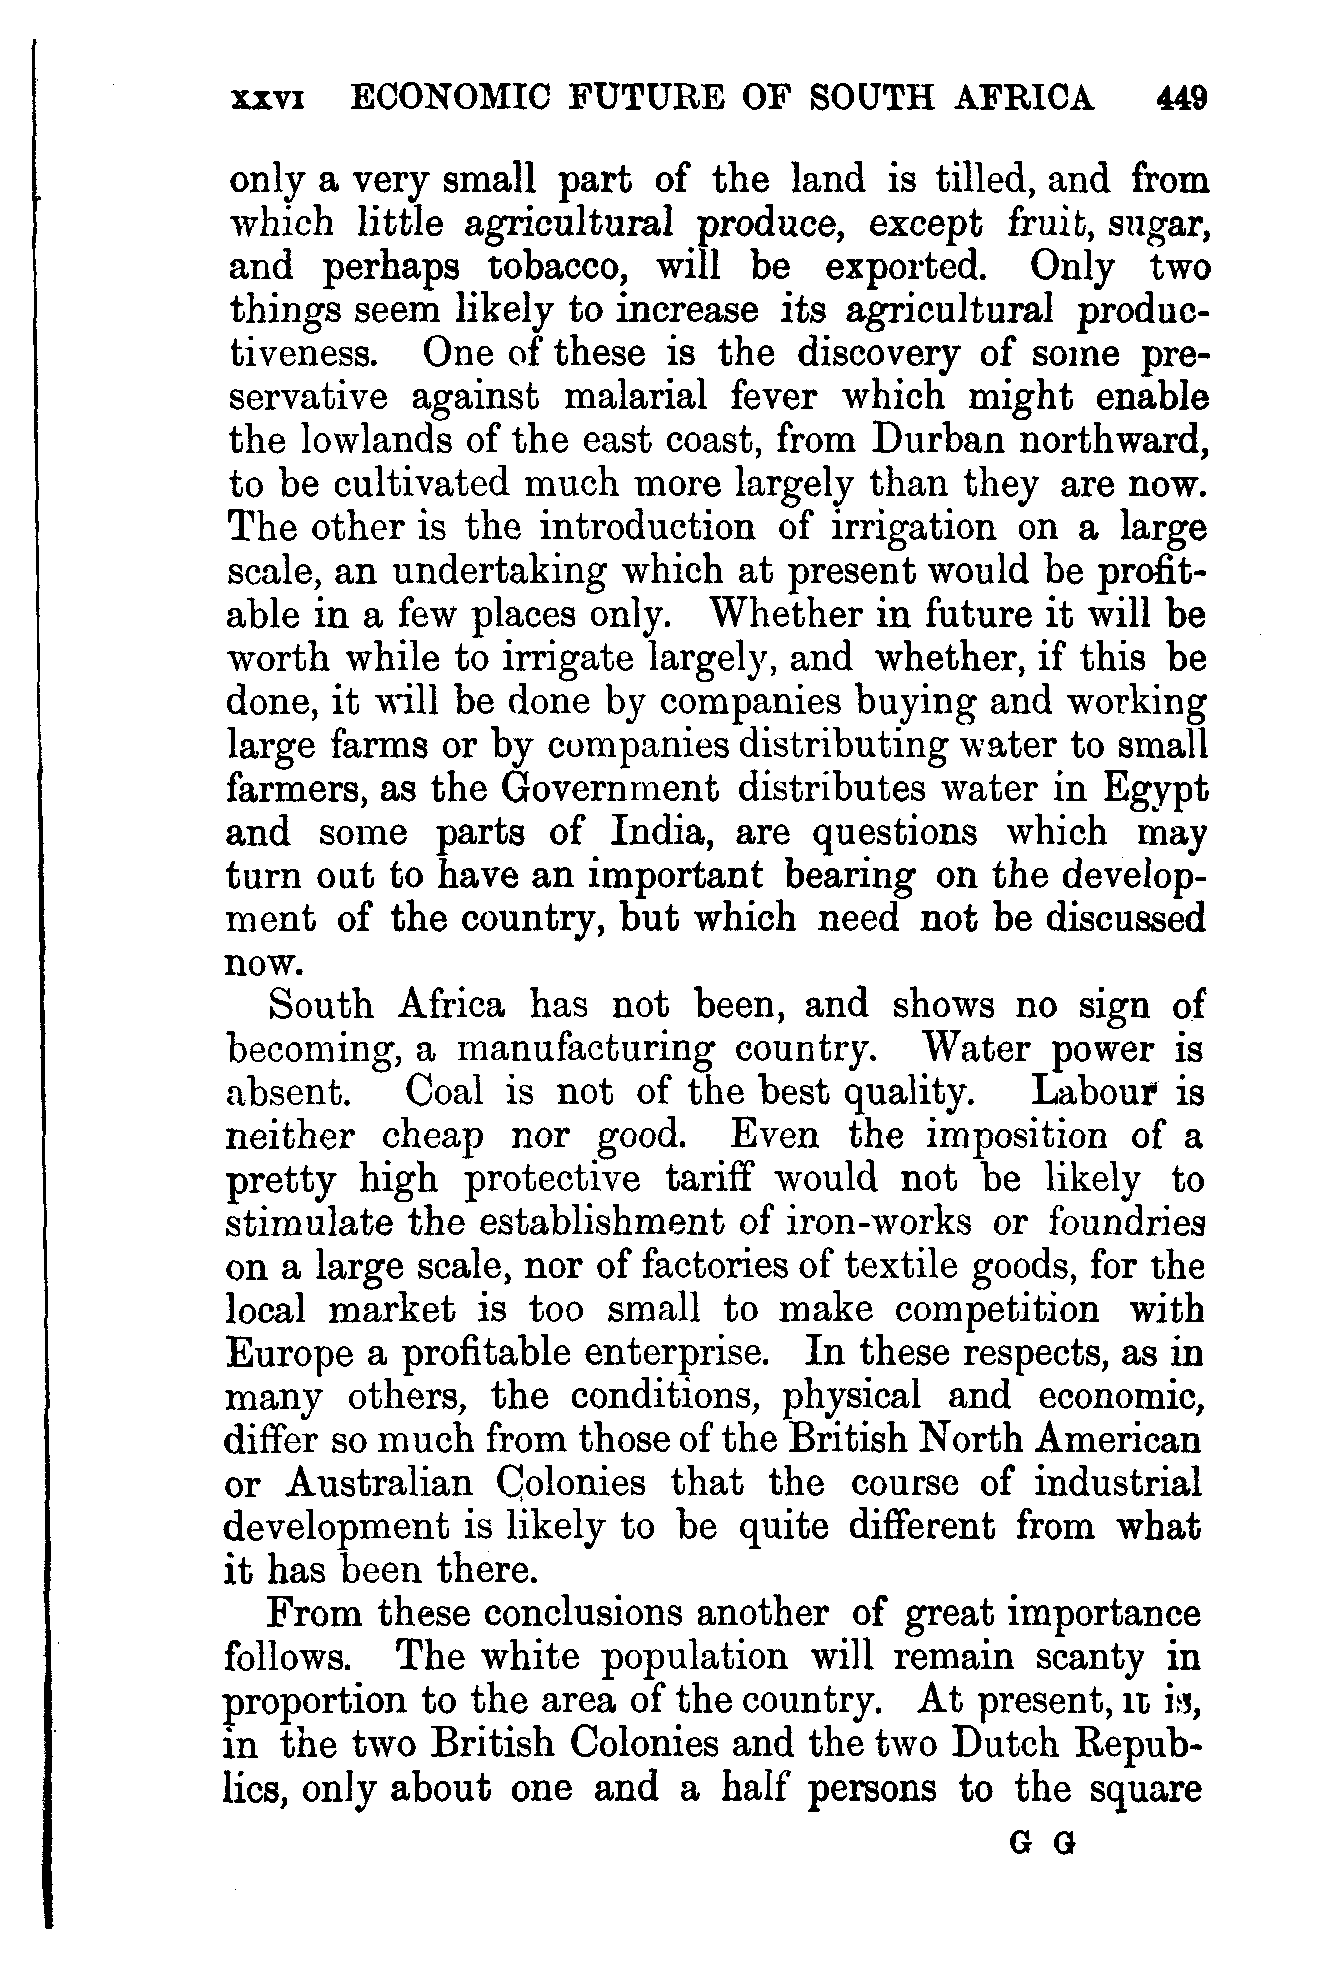 XXVI ECONOMIC FUTURE OF SOUTH AFRICA 449
only a very small part of the land is tilled, and from
which little agricultural produce, except fruit, sugar,
and perhaps tobacco, will be exported. Only two
things seem likely to increase its agricultural produc-
tiveness. One of these is the discovery of some pre-
servative against malarial fever which might enable
the lowlands of the east coast, from Durban northward,
to be cultivated much more largely than they are now.
The other is the introduction of irrigation on a large
scale, an undertaking which at present would be profit-
able in a few places only. Whether in future it will be
worth while to irrigate largely, and whether, if this be
done, it will be done by companies buying and working
large farms or by companies distributing water to small
farmers, as the Government distributes water in Egypt
and some parts of India, are questions which may
turn out to have an important bearing on the develop-
ment of the country, but which need not be discussed
now.
South Africa has not been, and shows no sign of
becoming, a manufacturing country. Water power is
absent. Coal is not of the best quality. Labour is
neither cheap nor good. Even the imposition of a
pretty high protective tariff would not be likely to
stimulate the establishment of iron-works or foundries
on a large scale, nor of factories of textile goods, for the
local market is too small to make competition with
Europe a profitable enterprise. In these respects, as in
many others, the conditions, physical and economic,
differ so much from those of the British North American
or Australian Colonies that the course of industrial
development is likely to be quite different from what
it has been there.
From these conclusions another of great importance
follows. The white population will remain scanty in
proportion to the area of the country. At present, it is,
in the two British Colonies and the two Dutch Repub-
lics, only about one and a half persons to the square
G G